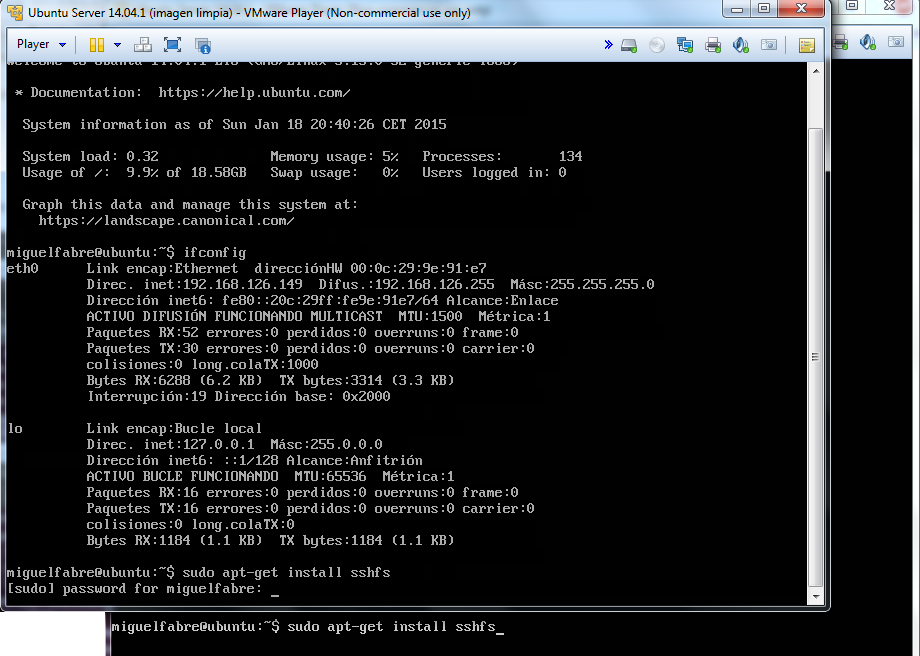 Ubuntu Server 14.04.1 (imagen limpia) - VMware Player (Non-commercial use only)
Player
* Documentation:  https://help.ubuntu.com/
System information as of Sun Jan 18 20:40:26 CET 2015
System load: 0.32              Memory usage: 5%   Processes:       134
Usage of /:  9.9% of 18.58GB   Swap usage:   0%   Users logged in: 0
Graph this data and manage this system at:
https://landscape.canonical.com/
miguelfabre@ubuntu:~$ ifconfig
eth0      Link encap:Ethernet  direcciónHW 00:0c:29:9e:91:e7
Direc. inet:192.168.126.149  Difus.:192.168.126.255  Másc:255.255.255.0
Dirección inet6: fe80::20c:29ff:fe9e:91e7/64 Alcance:Enlace
ACTIVO DIFUSIÓN FUNCIONANDO MULTICAST  MTU:1500  Métrica:1
Paquetes RX:52 errores:0 perdidos:0 overruns:0 frame:0
Paquetes TX:30 errores:0 perdidos:0 overruns:0 carrier:0
colisiones:0 long.colaTX:1000
Bytes RX:6288 (6.2 KB)  TX bytes:3314 (3.3 KB)
Interrupción:19 Dirección base: 0x2000
lo        Link encap:Bucle local
Direc. inet:127.0.0.1  Másc:255.0.0.0
Dirección inet6: ::1/128 Alcance:Anfitrión
ACTIVO BUCLE FUNCIONANDO  MTU:65536  Métrica:1
Paquetes RX:16 errores:0 perdidos:0 overruns:0 frame:0
Paquetes TX:16 errores:0 perdidos:0 overruns:0 carrier:0
colisiones:0 long.colaTX:0
Bytes RX:1184 (1.1 KB)  TX bytes:1184 (1.1 KB)
miguelfabre@ubuntu:~$ sudo apt-get install sshfs
[sudo] password for miguelfabre: _
miguelfabre@ubuntu:~$ sudo apt-get install sshfs_